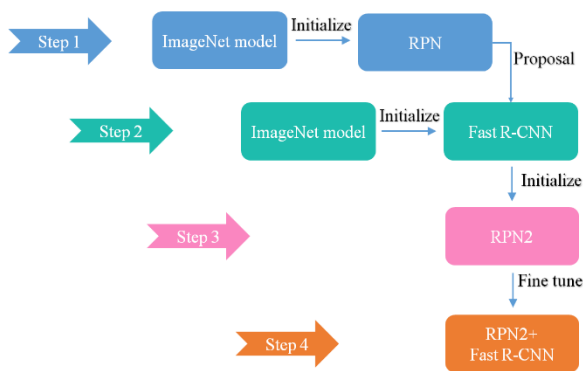 Step 1
ImageNet model
Initialize
RPN
Proposal
Step 2
ImageNet model
Initialize
Fast R-CNN
Initialize
Step 3
RPN2
Fine tune
Step 4
RPN2+
Fast R-CNN